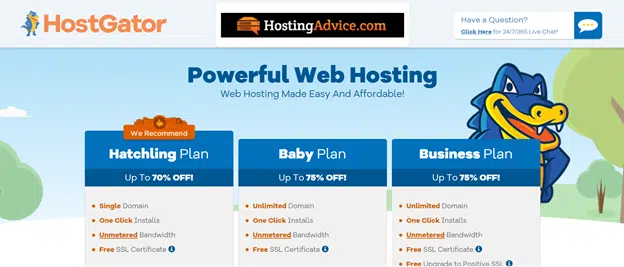 HostGator
HostingAdvice.com
Have a Question?
Click Here for 24/7/365 Live Chat!
Powerful Web Hosting
Web Hosting Made Easy And Affordable!
We Recommend
Hatchling Plan
Up To 70% OFF!
Single Domain
One Click Installs
Unmetered Bandwidth
Free SSL Certificate
Baby Plan
Up To 75% OFF!
Unlimited Domain
One Click Installs
Unmetered Bandwidth
Free SSL Certificate
Business Plan
Up To 75% OFF!
Unlimited Domain
One Click Installs
Unmetered Bandwidth
Free SSL Certificate
Free Upgrade to Positive SSL